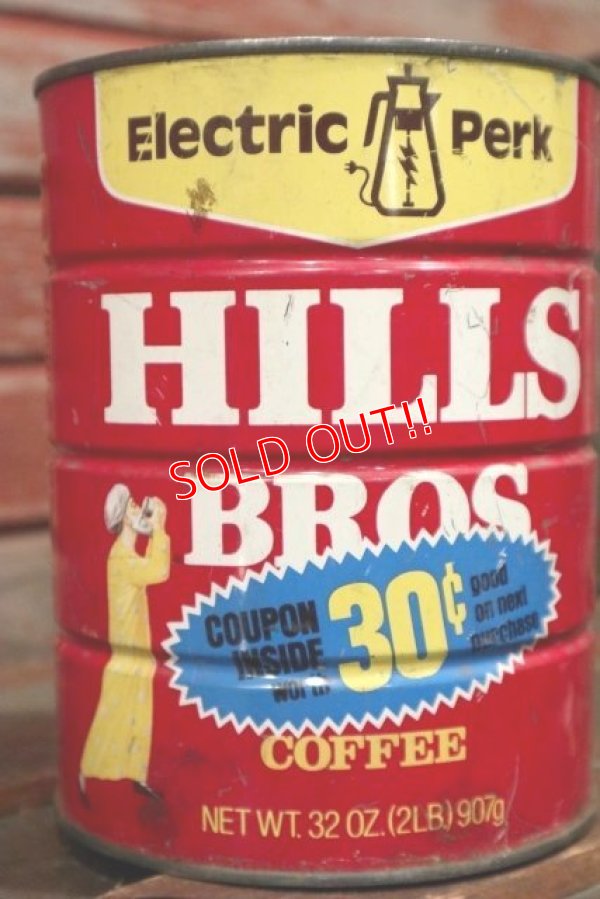 Electric Perk
HILLS
SOLD OUT!!
BROS
COUPON
INSIDE
worth
30¢
good
on next
purchase
COFFEE
NET WT. 32 OZ. (2LB.) 907g